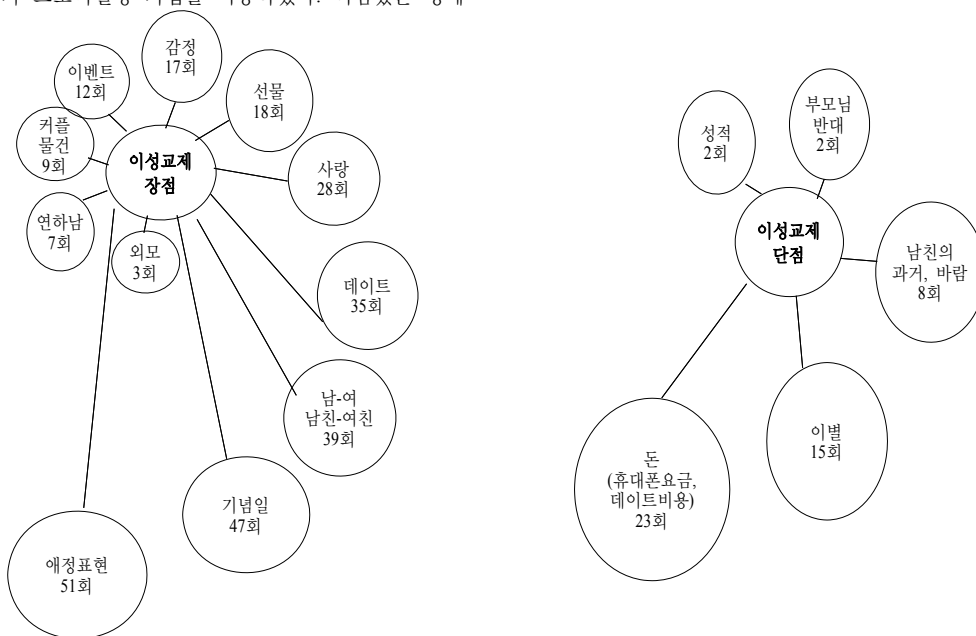 감정
17회
이벤트
12회
선물
18회
커플
물건
9회
이성교제
장점
사랑
28회
연하남
7회
외모
3회
데이트
35회
남-여
남친-여친
39회
기념일
47회
애정표현
51회
부모님
반대
2회
성적
2회
이성교제
단점
남친의
과거, 바람
8회
이별
15회
돈
(휴대폰요금,
데이트비용)
23회